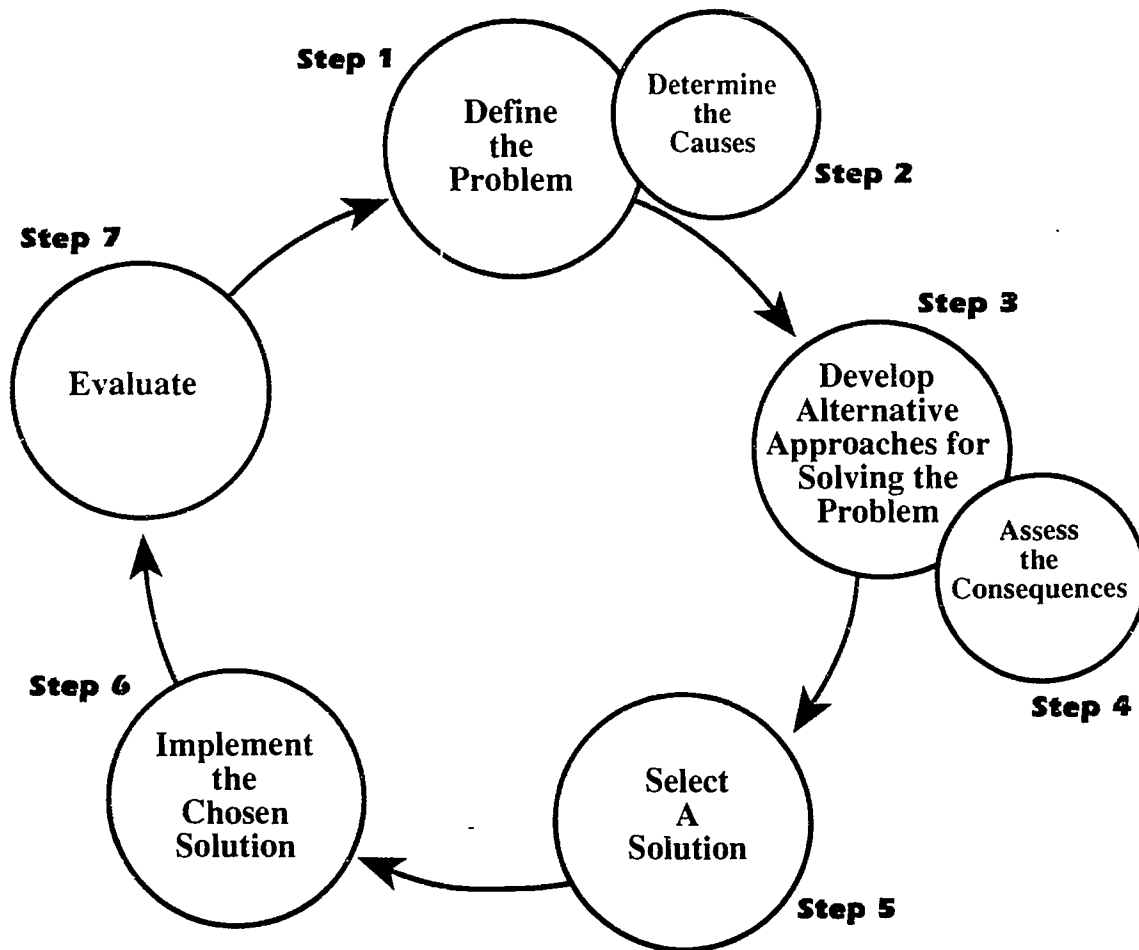 Step 1
Define
the
Problem
Determine
the
Causes
Step 2
Step 3
Develop
Alternative
Approaches for
Solving the
Problem
Assess
the
Consequences
Step 4
Select
A
Solution
Step 5
Step 6
Implement
the
Chosen
Solution
Step 7
Evaluate